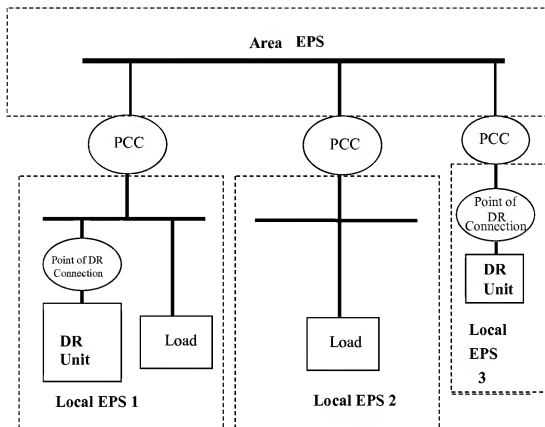 Area EPS
PCC
PCC
PCC
Point of DR
Connection
DR
Unit
Load
Local EPS 1
Load
Local EPS 2
Point of
DR
Connection
DR
Unit
Local
EPS
3